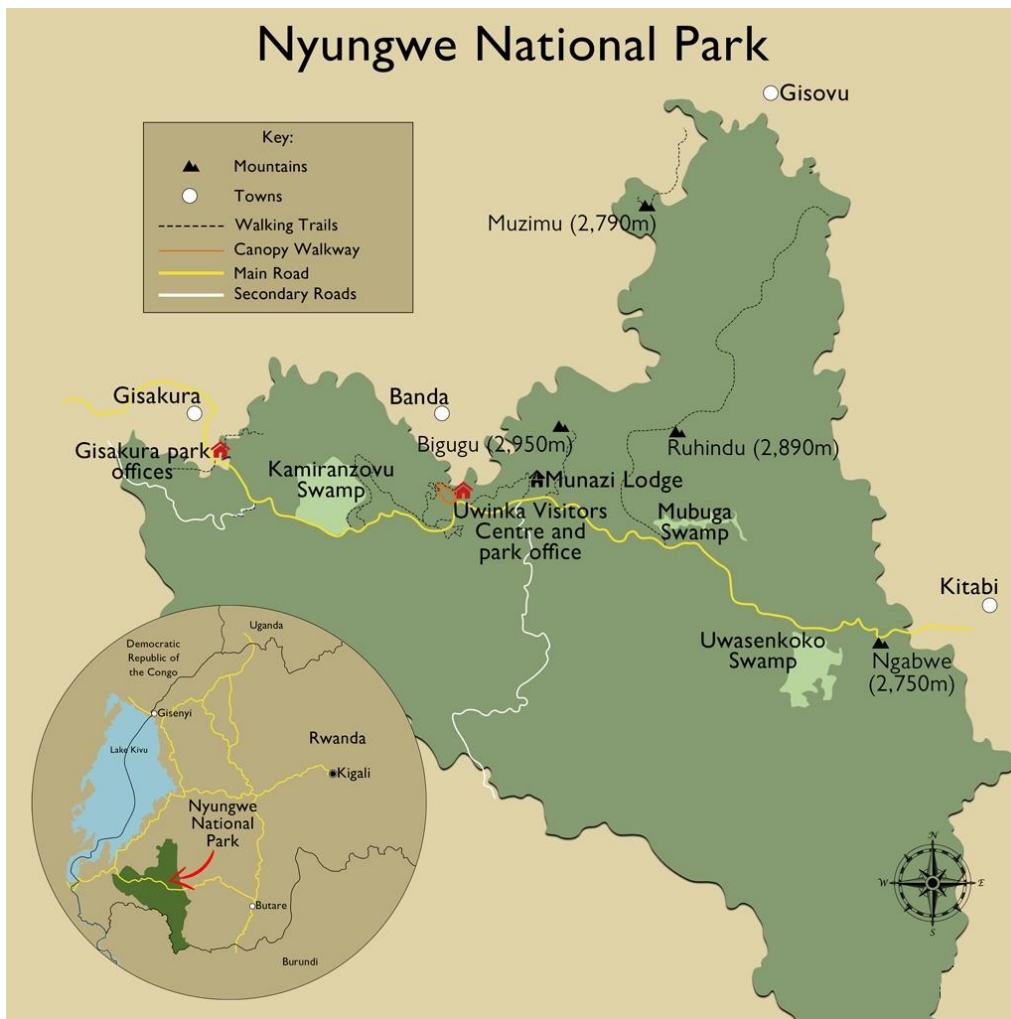 Nyungwe National Park
Gisovu
Key:
Mountains
Towns
Walking Trails
Canopy Walkway
Main Road
Secondary Roads
Muzimu (2,790m)
Gisakura
Banda
Gisakura park
offices
Bigugu (2,950m)
Ruhindu (2,890m)
Kamiranzovu
Swamp
Munazi Lodge
Uwinka Visitors
Centre and
park office
Mubuga
Swamp
Kitabi
Uwasenkoko
Swamp
Ngabwe
(2,750m)
Uganda
Democratic
Republic of
the Congo
Gisenyi
Lake Kivu
Rwanda
Kigali
Nyungwe
National
Park
Butare
Burundi
N
W
E
S